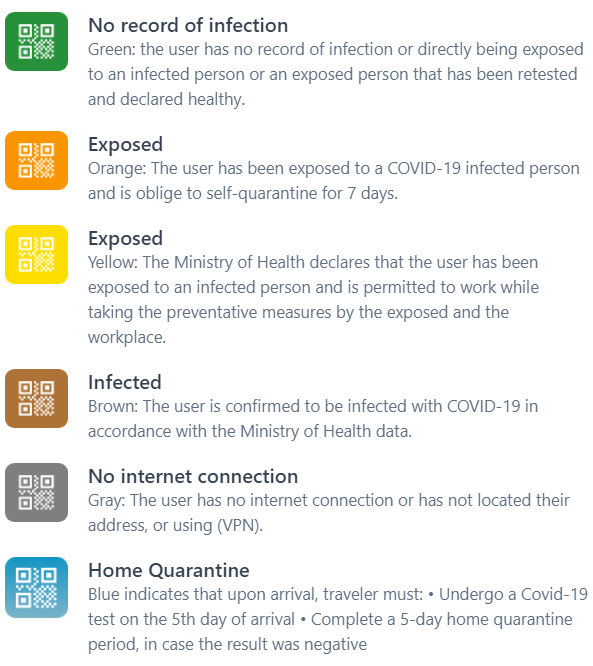 No record of infection
Green: the user has no record of infection or directly being exposed
to an infected person or an exposed person that has been retested
and declared healthy.
Exposed
Orange: The user has been exposed to a COVID-19 infected person
and is oblige to self-quarantine for 7 days.
Exposed
Yellow: The Ministry of Health declares that the user has been
exposed to an infected person and is permitted to work while
taking the preventative measures by the exposed and the
workplace.
Infected
Brown: The user is confirmed to be infected with COVID-19 in
accordance with the Ministry of Health data.
No internet connection
Gray: The user has no internet connection or has not located their
address, or using (VPN).
Home Quarantine
Blue indicates that upon arrival, traveler must: • Undergo a Covid-19
test on the 5th day of arrival • Complete a 5-day home quarantine
period, in case the result was negative